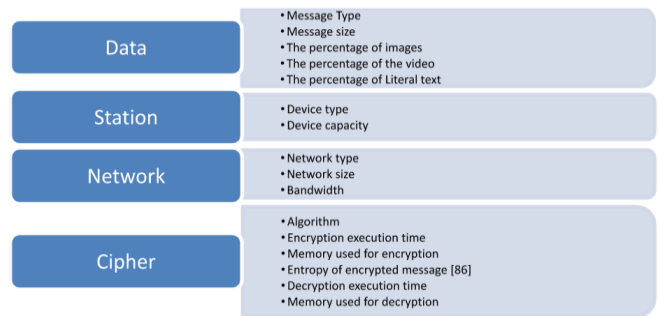 Data
• Message Type
• Message size
• The percentage of images
• The percentage of the video
• The percentage of Literal text
Station
• Device type
• Device capacity
Network
• Network type
• Network size
• Bandwidth
Cipher
• Algorithm
• Encryption execution time
• Memory used for encryption
• Entropy of encrypted message [86]
• Decryption execution time
• Memory used for decryption